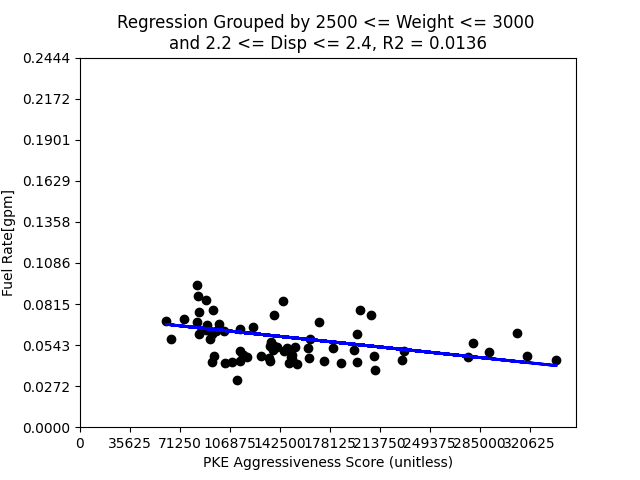 Regression Grouped by 2500 <= Weight <= 3000
and 2.2 <= Disp <= 2.4, R2 = 0.0136
0.2444
0.2172
0.1901
0.1629
0.1358
0.1086
0.0815
0.0543
0.0272
0.0000
Fuel Rate[gpm]
0 35625 71250 106875 142500 178125 213750 249375 285000 320625
PKE Aggressiveness Score (unitless)